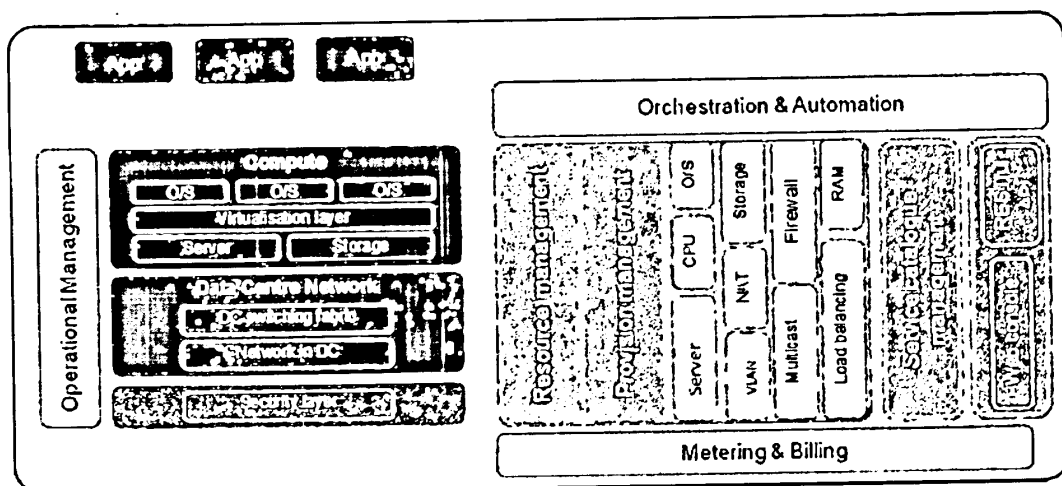 App
App
App
Orchestration & Automation
Operational Management
Compute
O/S
O/S
O/S
Virtualisation layer
Server
Storage
Data Centre Network
DC switching fabric
Network in DC
Security Layer
Resource management
Provision management
Server
CPU
O/S
VLAN
NAT
Storage
Multicast
Firewall
Load balancing
RAM
Service catalogue
management
RESTful
Web console
Metering & Billing